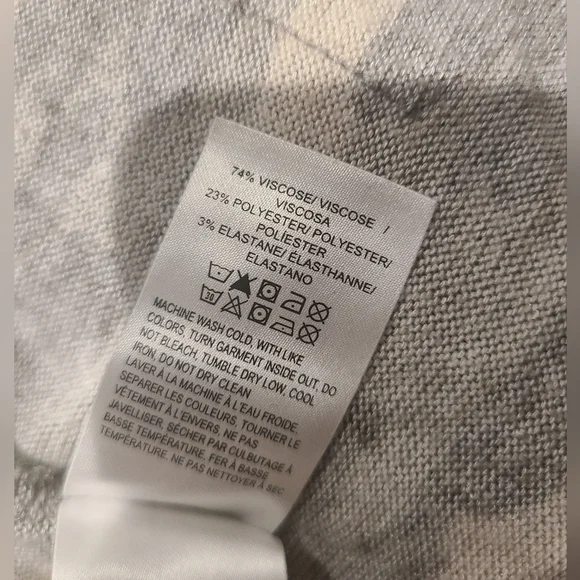 74% VISCOSE/ VISCOSE /
VISCOSA
23% POLYESTER/ POLYESTER/
POLÍESTER
3% ELASTANE/ ÉLASTHANNE/
ELASTANO
30
MACHINE WASH COLD, WITH LIKE
COLORS, TURN GARMENT INSIDE OUT. DO
NOT BLEACH, TUMBLE DRY LOW, COOL
IRON, DO NOT DRY CLEAN
LAVER À LA MACHINE À L'EAU FROIDE,
SÉPARER LES COULEURS, TOURNER LE
VÊTEMENT À L'ENVERS, NE PAS
JAVELLISER, SÉCHER PAR CULBUTAGE À
BASSE TEMPÉRATURE, FER À BASSE
TEMPÉRATURE, NE PAS NETTOYER À SEC